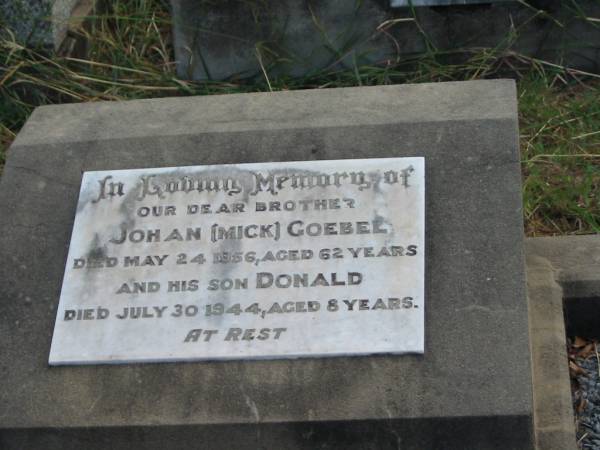 In Loving Memory of
OUR DEAR BROTHER
JOHAN (MICK) GOEBEL
DIED MAY 24 1956, AGED 62 YEARS
AND HIS SON DONALD
DIED JULY 30 1944, AGED 8 YEARS.
AT REST